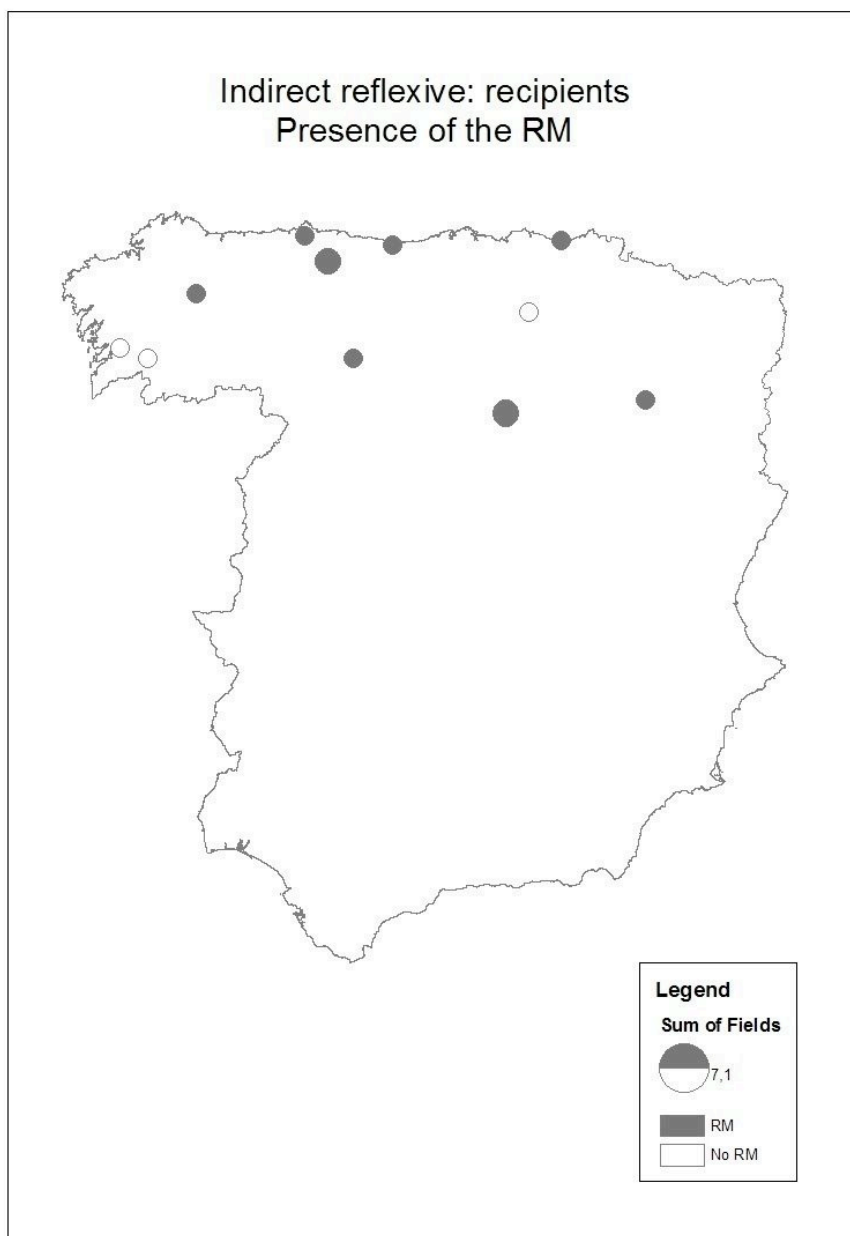 Indirect reflexive: recipients
Presence of the RM
Legend
Sum of Fields
7,1
RM
No RM